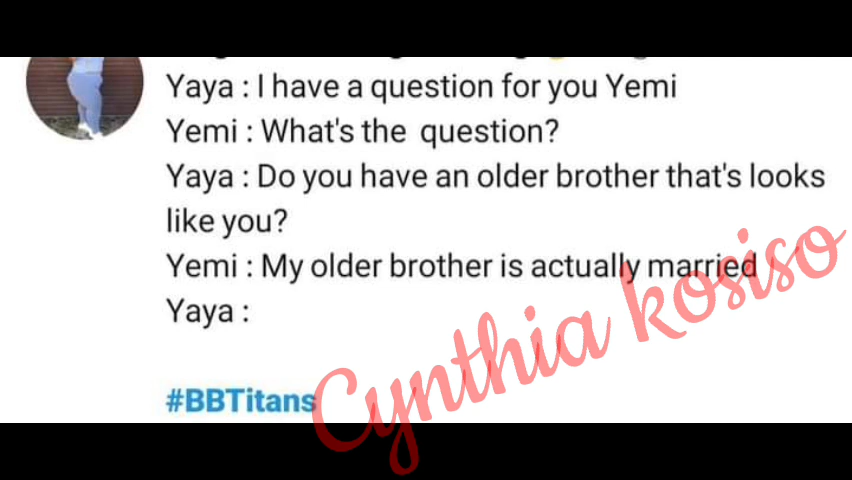 Yaya : I have a question for you Yemi
Yemi : What's the question?
Yaya : Do you have an older brother that's looks
like you?
Yemi : My older brother is actually married
Yaya :
#BBTitans
Cynthia kosiso